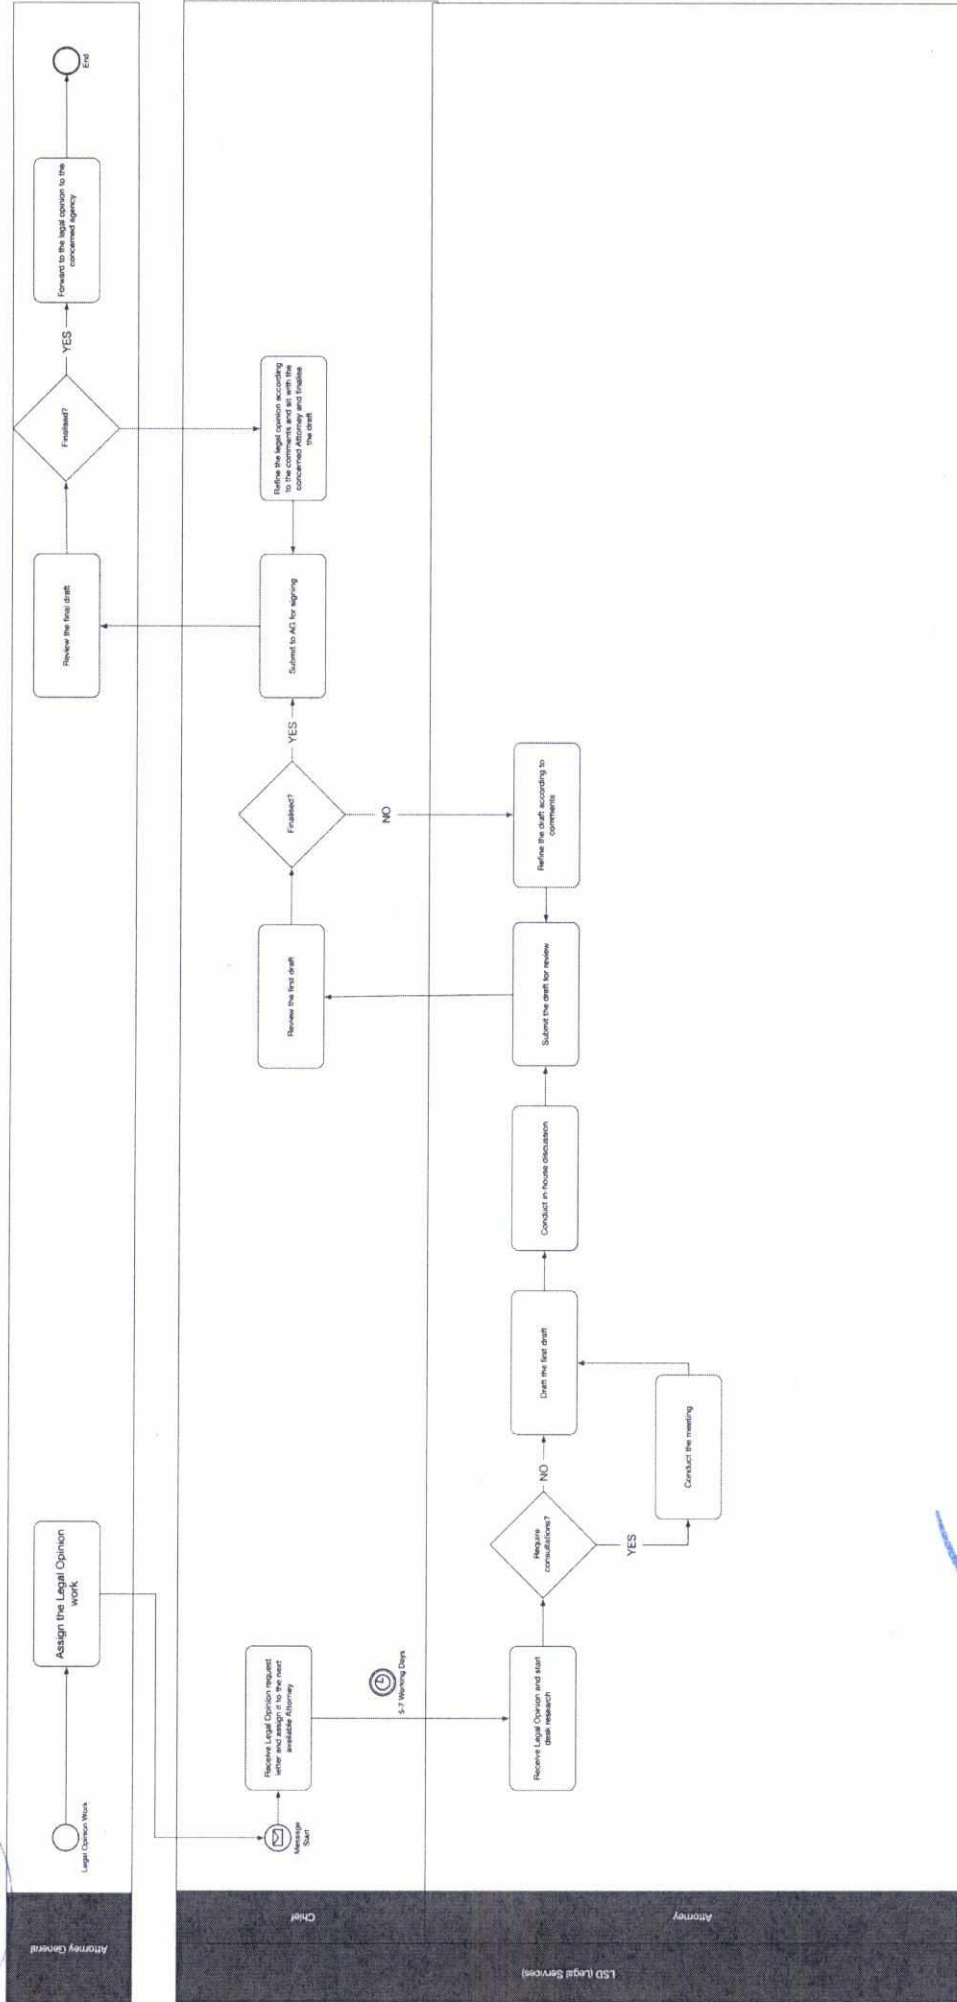 Attorney General
Legal Opinion Work
Assign the Legal Opinion
work
Review the final draft
Finalised?
YES
Forward to the legal opinion to the
concerned agency
End
LSD (Legal Services)
Chief
Message
Start
Receive Legal Opinion request
letter and assign it to the next
available Attorney
5-7 Working Days
Review the first draft
Finalised?
YES
NO
Submit to AG for signing
Refine the legal opinion according
to the comments and sit with the
concerned Attorney and finalise
the draft
Attorney
Receive Legal Opinion and start
desk research
Require
consultations?
NO
YES
Conduct the meeting
Draft the first draft
Conduct in-house discussion
Submit the draft for review
Refine the draft according to
comments